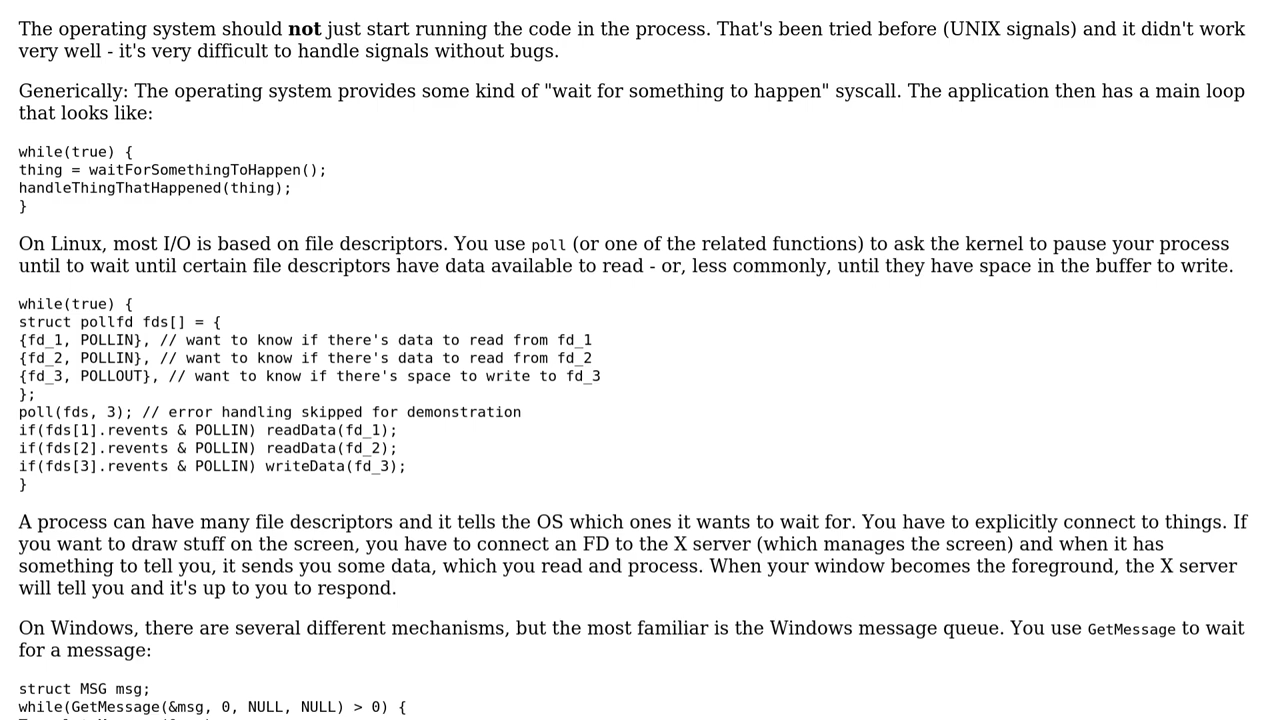 The operating system should not just start running the code in the process. That's been tried before (UNIX signals) and it didn't work
very well - it's very difficult to handle signals without bugs.
Generically: The operating system provides some kind of "wait for something to happen" syscall. The application then has a main loop
that looks like:
while(true) {
thing = waitForSomethingToHappen();
handleThingThatHappened(thing);
}
On Linux, most I/O is based on file descriptors. You use poll (or one of the related functions) to ask the kernel to pause your process
until to wait until certain file descriptors have data available to read - or, less commonly, until they have space in the buffer to write.
while(true) {
struct pollfd fds[] = {
{fd_1, POLLIN}, // want to know if there's data to read from fd_1
{fd_2, POLLIN}, // want to know if there's data to read from fd_2
{fd_3, POLLOUT}, // want to know if there's space to write to fd_3
};
poll(fds, 3); // error handling skipped for demonstration
if(fds[1].revents & POLLIN) readData(fd_1);
if(fds[2].revents & POLLIN) readData(fd_2);
if(fds[3].revents & POLLIN) writeData(fd_3);
}
A process can have many file descriptors and it tells the OS which ones it wants to wait for. You have to explicitly connect to things. If
you want to draw stuff on the screen, you have to connect an FD to the X server (which manages the screen) and when it has
something to tell you, it sends you some data, which you read and process. When your window becomes the foreground, the X server
will tell you and it's up to you to respond.
On Windows, there are several different mechanisms, but the most familiar is the Windows message queue. You use GetMessage to wait
for a message:
struct MSG msg;
while(GetMessage(&msg, 0, NULL, NULL) > 0) {